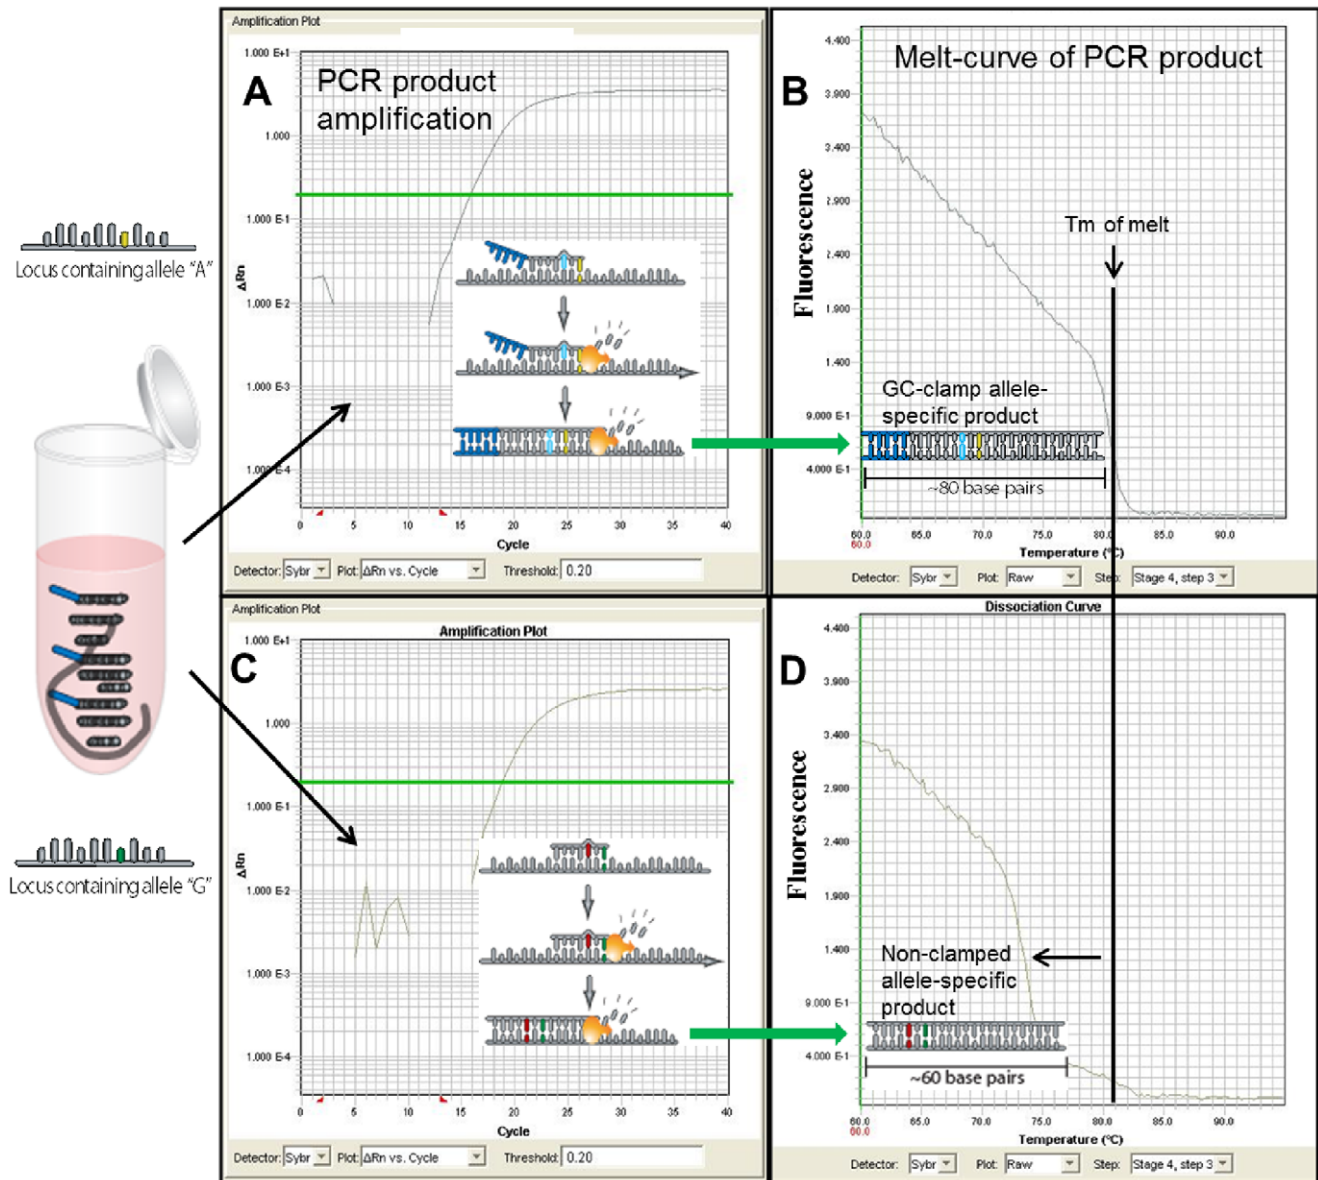 Amplification Plot
A
PCR product
amplification
1.000 E+1
1.000
1.000 E-1
1.000 E-2
1.000 E-3
1.000 E-4
ΔRn
0 5 10 15 20 25 30 35 40
Cycle
Detector: Sybr Plot: ΔRn vs. Cycle Threshold: 0.20
B
Melt-curve of PCR product
4.400
3.900
3.400
2.900
2.400
1.900
1.400
9.000 E-1
4.000 E-1
Fluorescence
Tm of melt
GC-clamp allele-
specific product
~80 base pairs
60.0 65.0 70.0 75.0 80.0 85.0 90.0
60.0
Temperature (°C)
Detector: Sybr Plot: Raw Step: Stage 4, step 3
Locus containing allele "A"
Locus containing allele "G"
Amplification Plot
Amplification Plot
C
1.000 E+1
1.000
1.000 E-1
1.000 E-2
1.000 E-3
1.000 E-4
ΔRn
0 5 10 15 20 25 30 35 40
Cycle
Detector: Sybr Plot: ΔRn vs. Cycle Threshold: 0.20
Dissociation Curve
D
4.400
3.900
3.400
2.900
2.400
1.900
1.400
9.000 E-1
4.000 E-1
Fluorescence
Non-clamped
allele-specific
product
~60 base pairs
60.0 65.0 70.0 75.0 80.0 85.0 90.0
60.0
Temperature (°C)
Detector: Sybr Plot: Raw Step: Stage 4, step 3